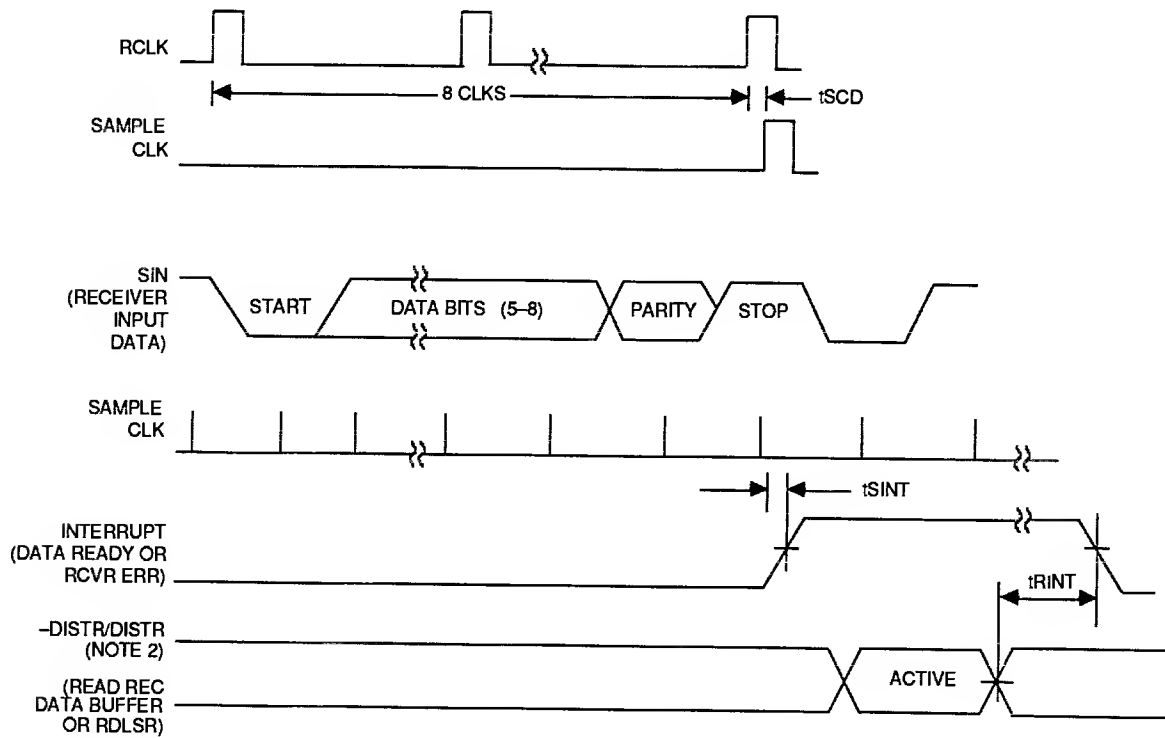 RCLK
8 CLKS
tSCD
SAMPLE
CLK
SIN
(RECEIVER
INPUT
DATA)
START
DATA BITS (5–8)
PARITY
STOP
SAMPLE
CLK
tSINT
INTERRUPT
(DATA READY OR
RCVR ERR)
tRINT
–DISTR/DISTR
(NOTE 2)
ACTIVE
(READ REC
DATA BUFFER
OR RDLSR)